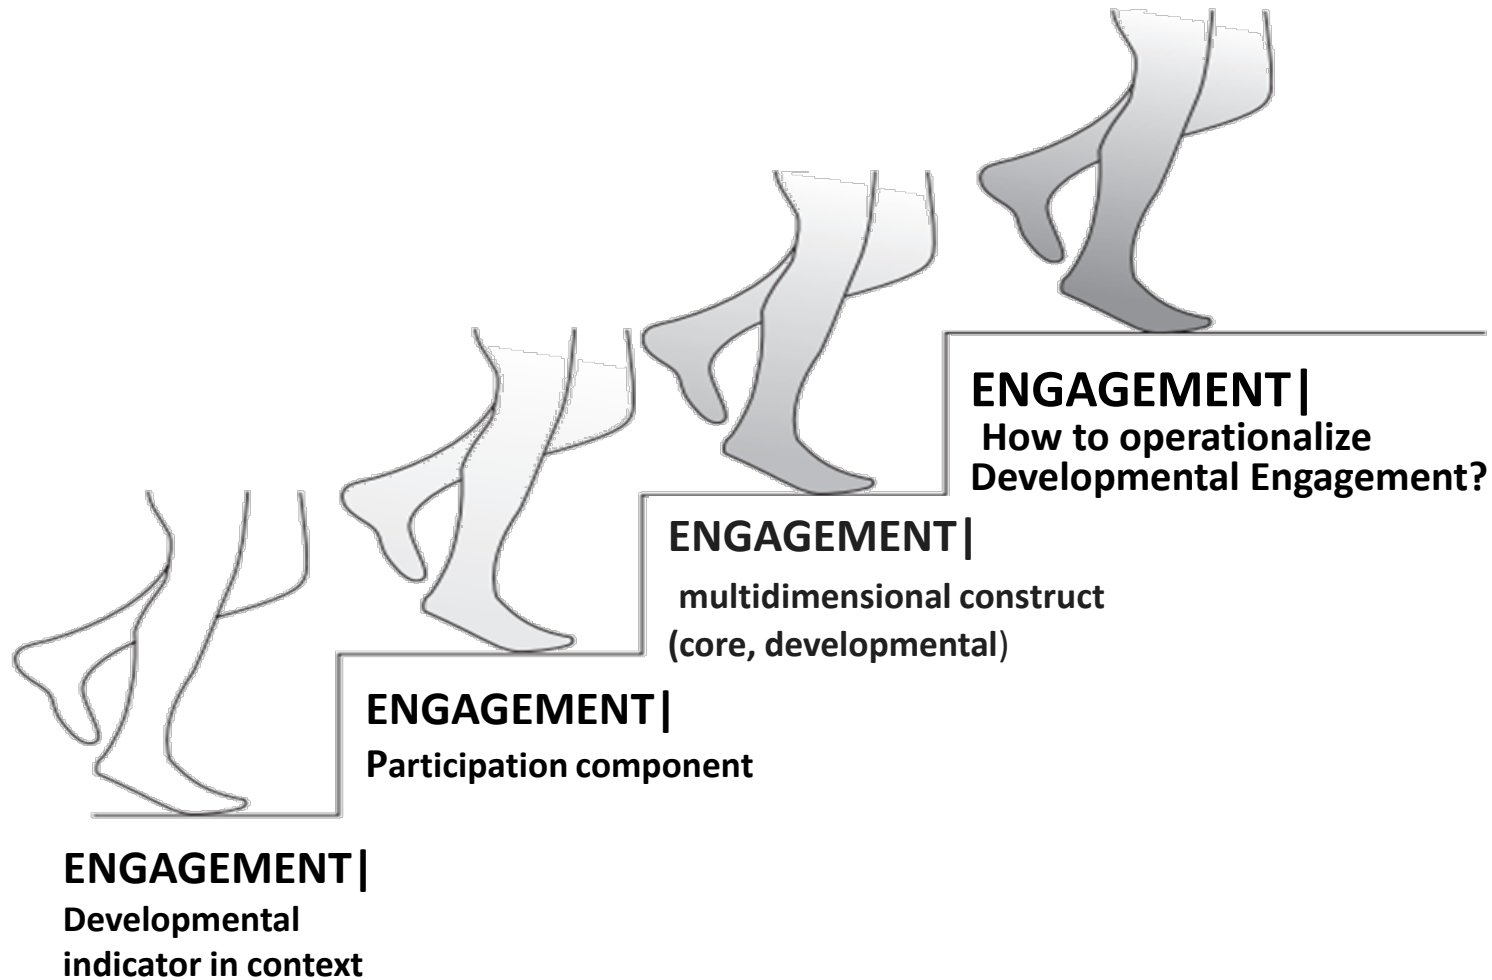 ENGAGEMENT|
How to operationalize
Developmental Engagement?
ENGAGEMENT|
multidimensional construct
(core, developmental)
ENGAGEMENT|
Participation component
ENGAGEMENT|
Developmental
indicator in context